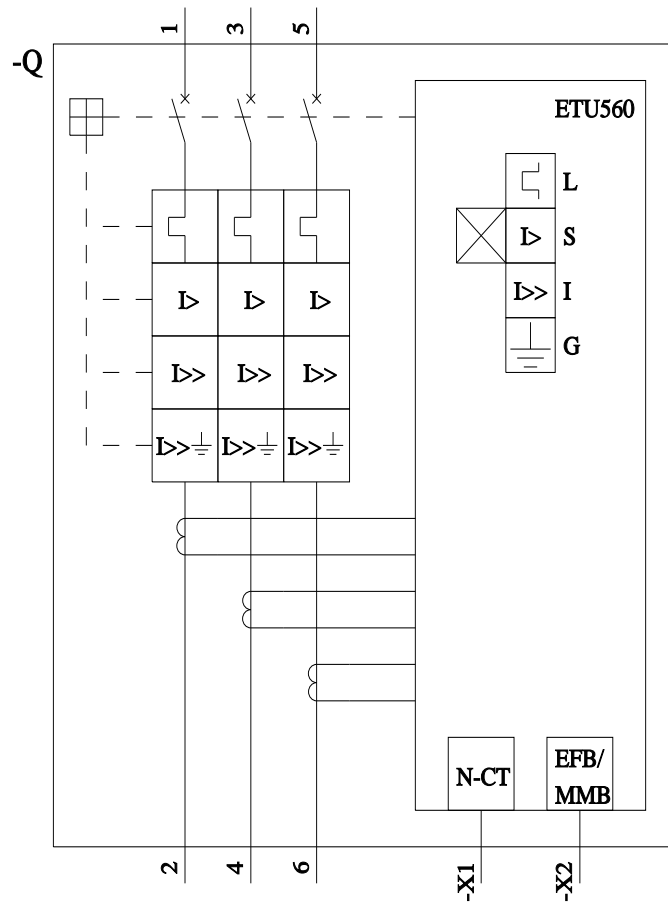 1 3 5
-Q
ETU560
L
I> S
I>> I
G
I> I> I>
I>> I>> I>>
I>> I>> I>>
N-CT
EFB/
MMB
2 4 6
-X1 -X2